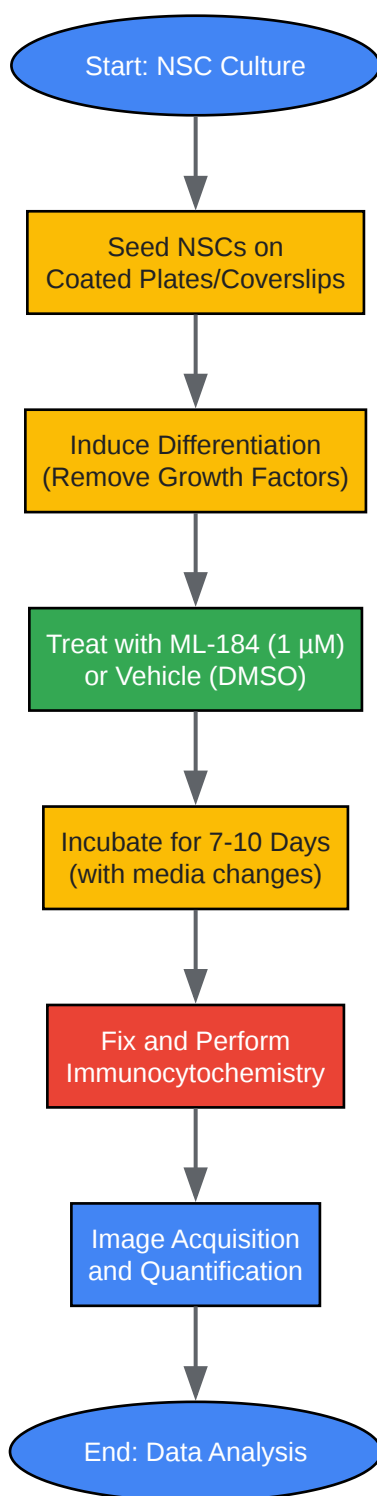 Start: NSC Culture
Seed NSCs on
Coated Plates/Coverslips
Induce Differentiation
(Remove Growth Factors)
Treat with ML-184 (1 µM)
or Vehicle (DMSO)
Incubate for 7-10 Days
(with media changes)
Fix and Perform
Immunocytochemistry
Image Acquisition
and Quantification
End: Data Analysis